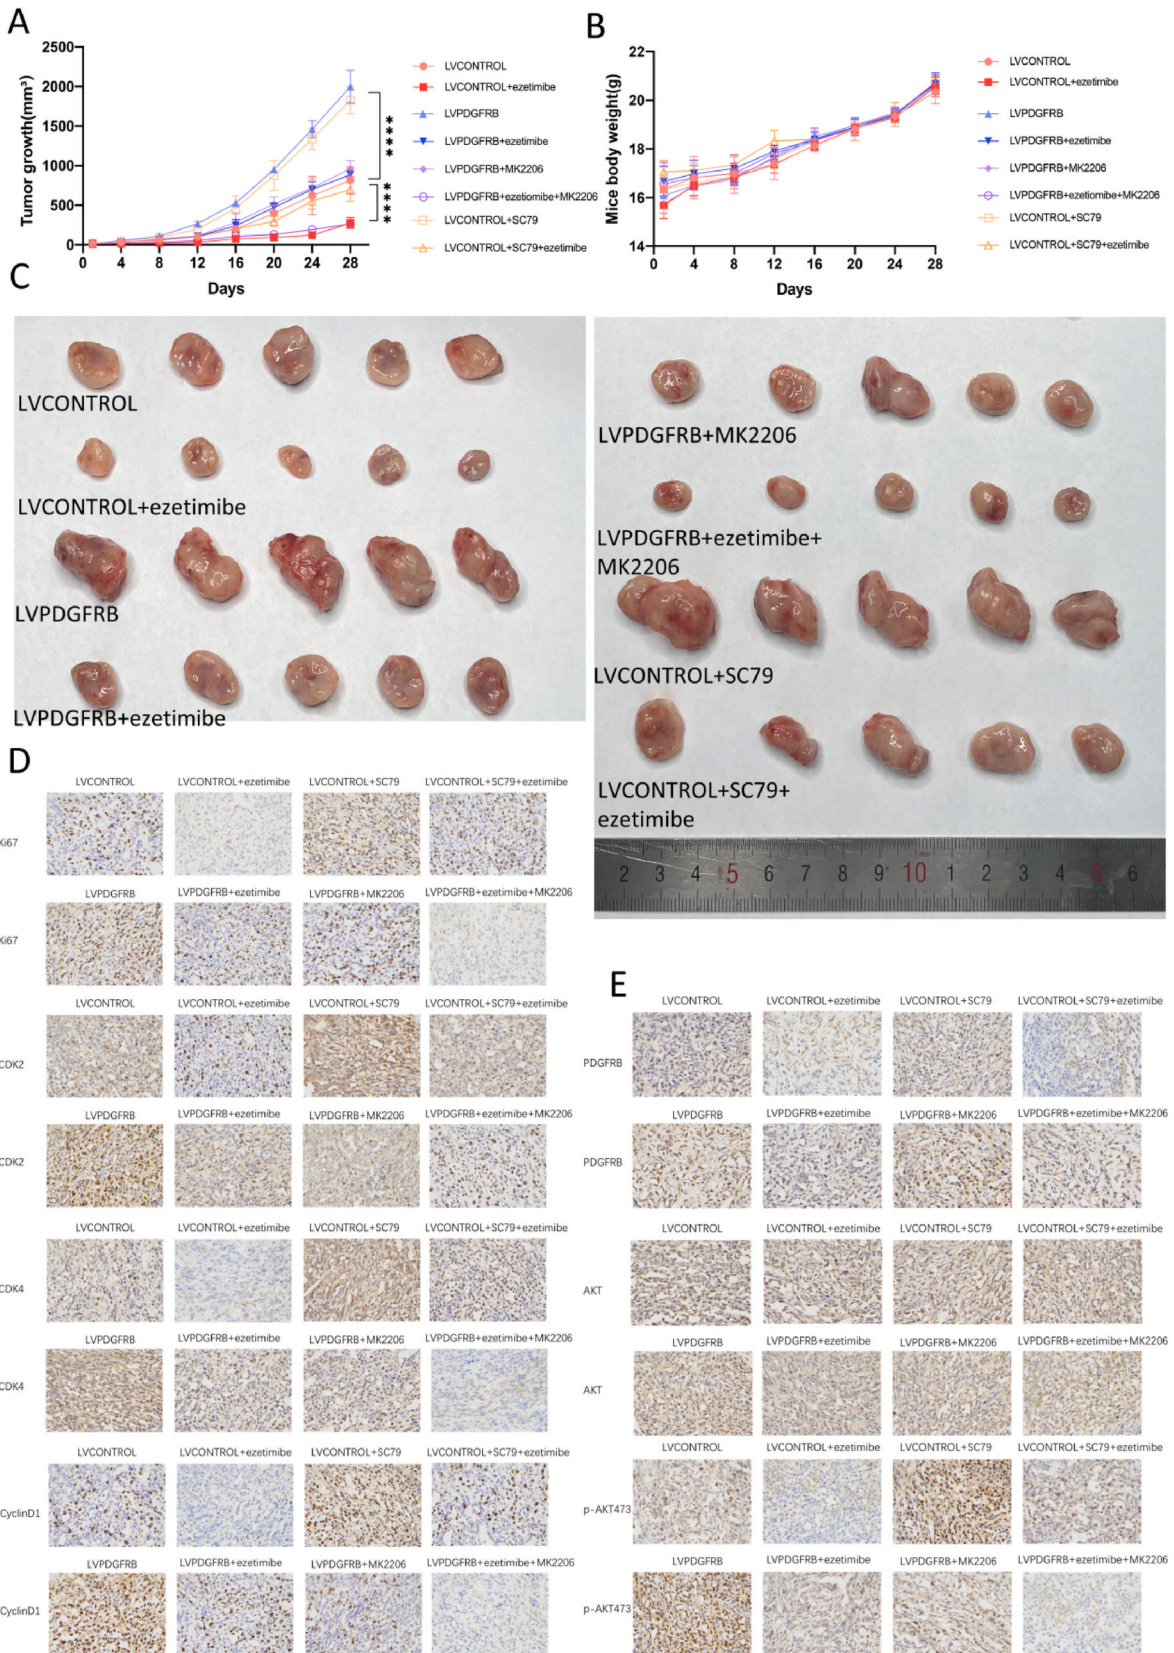 A
Tumor growth(mm³)
2500
2000
1500
1000
500
0
0 4 8 12 16 20 24 28
Days
****
****
LVCONTROL
LVCONTROL+ezetimibe
LVPDGFRB
LVPDGFRB+ezetimibe
LVPDGFRB+MK2206
LVPDGFRB+ezetiomibe+MK2206
LVCONTROL+SC79
LVCONTROL+SC79+ezetimibe
B
Mice body weight(g)
22
20
18
16
14
0 4 8 12 16 20 24 28
Days
LVCONTROL
LVCONTROL+ezetimibe
LVPDGFRB
LVPDGFRB+ezetimibe
LVPDGFRB+MK2206
LVPDGFRB+ezetiomibe+MK2206
LVCONTROL+SC79
LVCONTROL+SC79+ezetimibe
C
LVCONTROL
LVCONTROL+ezetimibe
LVPDGFRB
LVPDGFRB+ezetimibe
LVPDGFRB+MK2206
LVPDGFRB+ezetimibe+
MK2206
LVCONTROL+SC79
LVCONTROL+SC79+
ezetimibe
2 3 4 5 6 7 8 9 10 1 2 3 4 5 6
D
LVCONTROL LVCONTROL+ezetimibe LVCONTROL+SC79 LVCONTROL+SC79+ezetimibe
Ki67
LVPDGFRB LVPDGFRB+ezetimibe LVPDGFRB+MK2206 LVPDGFRB+ezetimibe+MK2206
Ki67
LVCONTROL LVCONTROL+ezetimibe LVCONTROL+SC79 LVCONTROL+SC79+ezetimibe
CDK2
LVPDGFRB LVPDGFRB+ezetimibe LVPDGFRB+MK2206 LVPDGFRB+ezetimibe+MK2206
CDK2
LVCONTROL LVCONTROL+ezetimibe LVCONTROL+SC79 LVCONTROL+SC79+ezetimibe
CDK4
LVPDGFRB LVPDGFRB+ezetimibe LVPDGFRB+MK2206 LVPDGFRB+ezetimibe+MK2206
CDK4
LVCONTROL LVCONTROL+ezetimibe LVCONTROL+SC79 LVCONTROL+SC79+ezetimibe
CyclinD1
LVPDGFRB LVPDGFRB+ezetimibe LVPDGFRB+MK2206 LVPDGFRB+ezetimibe+MK2206
CyclinD1
E
LVCONTROL LVCONTROL+ezetimibe LVCONTROL+SC79 LVCONTROL+SC79+ezetimibe
PDGFRB
LVPDGFRB LVPDGFRB+ezetimibe LVPDGFRB+MK2206 LVPDGFRB+ezetimibe+MK2206
PDGFRB
LVCONTROL LVCONTROL+ezetimibe LVCONTROL+SC79 LVCONTROL+SC79+ezetimibe
AKT
LVPDGFRB LVPDGFRB+ezetimibe LVPDGFRB+MK2206 LVPDGFRB+ezetimibe+MK2206
AKT
LVCONTROL LVCONTROL+ezetimibe LVCONTROL+SC79 LVCONTROL+SC79+ezetimibe
p-AKT473
LVPDGFRB LVPDGFRB+ezetimibe LVPDGFRB+MK2206 LVPDGFRB+ezetimibe+MK2206
p-AKT473